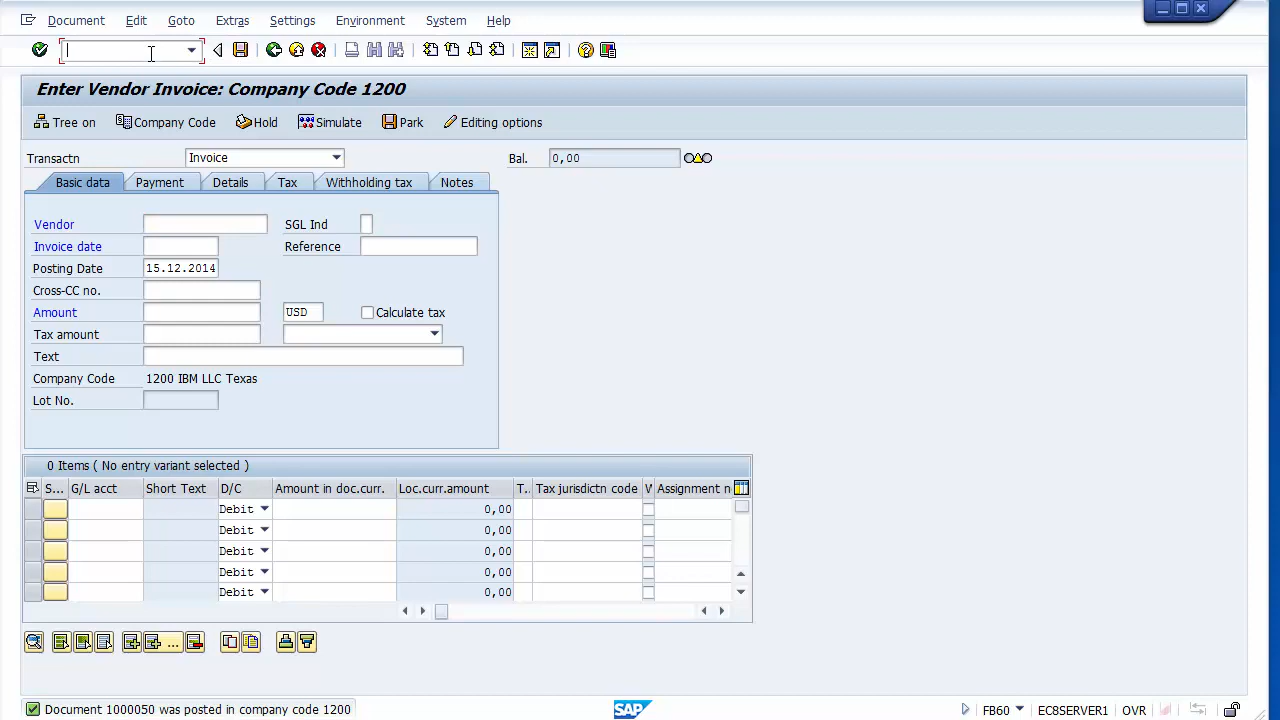 Document Edit Goto Extras Settings Environment System Help
Enter Vendor Invoice: Company Code 1200
Tree on Company Code Hold Simulate Park Editing options
Transactn Invoice Bal. 0,00
Basic data Payment Details Tax Withholding tax Notes
Vendor SGL Ind
Invoice date Reference
Posting Date 15.12.2014
Cross-CC no.
Amount USD Calculate tax
Tax amount
Text
Company Code 1200 IBM LLC Texas
Lot No.
0 Items ( No entry variant selected )
S... G/L acct Short Text D/C Amount in doc.curr. Loc.curr.amount T.. Tax jurisdictn code W Assignment n
Debit 0,00
Debit 0,00
Debit 0,00
Debit 0,00
Debit 0,00
Document 1000050 was posted in company code 1200 SAP FB60 ECSERVER1 OVR